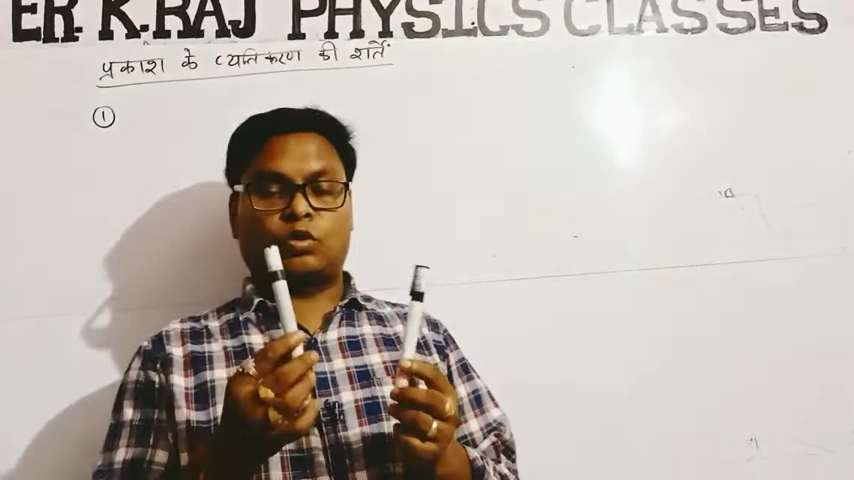 ER. K.RAJ PHYSICS CLASSES
प्रकाश के व्यतिकरण की शर्तें
①